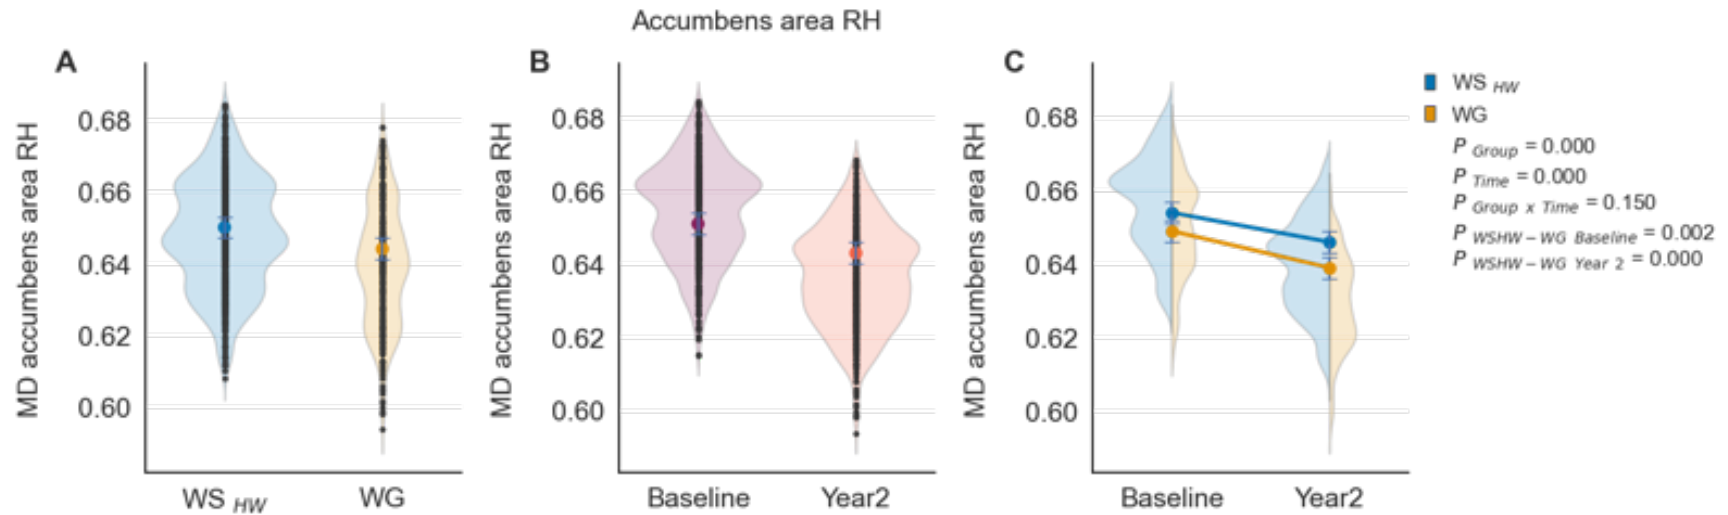 Accumbens area RH
A
MD accumbens area RH
0.68
0.66
0.64
0.62
0.60
WS HW
WG
B
MD accumbens area RH
0.68
0.66
0.64
0.62
0.60
Baseline
Year2
C
MD accumbens area RH
0.68
0.66
0.64
0.62
0.60
Baseline
Year2
WS HW
WG
P Group = 0.000
P Time = 0.000
P Group x Time = 0.150
P WSHW − WG Baseline = 0.002
P WSHW − WG Year 2 = 0.000